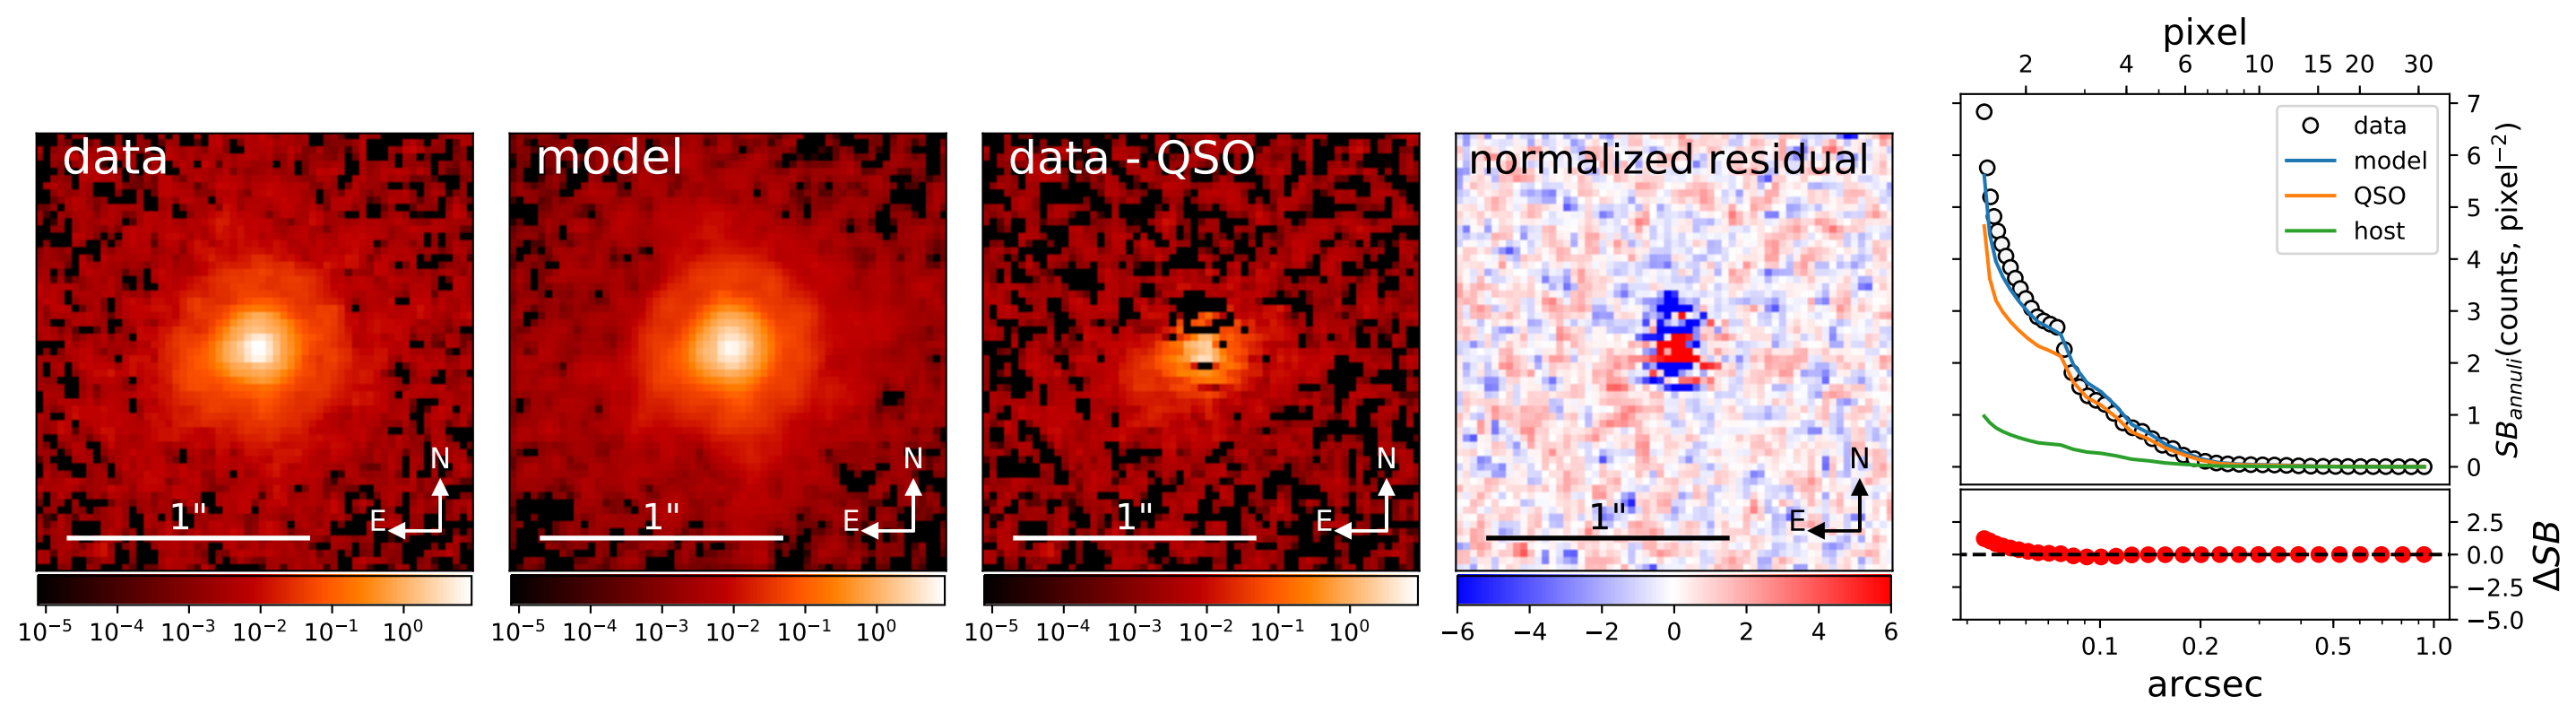 data
1"
N
E
10⁻⁵ 10⁻⁴ 10⁻³ 10⁻² 10⁻¹ 10⁰
model
1"
N
E
10⁻⁵ 10⁻⁴ 10⁻³ 10⁻² 10⁻¹ 10⁰
data - QSO
1"
N
E
10⁻⁵ 10⁻⁴ 10⁻³ 10⁻² 10⁻¹ 10⁰
normalized residual
1"
N
E
−6 −4 −2 0 2 4 6
pixel
2 4 6 10 15 20 30
data
model
QSO
host
7
6
5
4
3
2
1
0
SB_annuli(counts, pixel⁻²)
2.5
0.0
−2.5
−5.0
ΔSB
0.1 0.2 0.5 1.0
arcsec